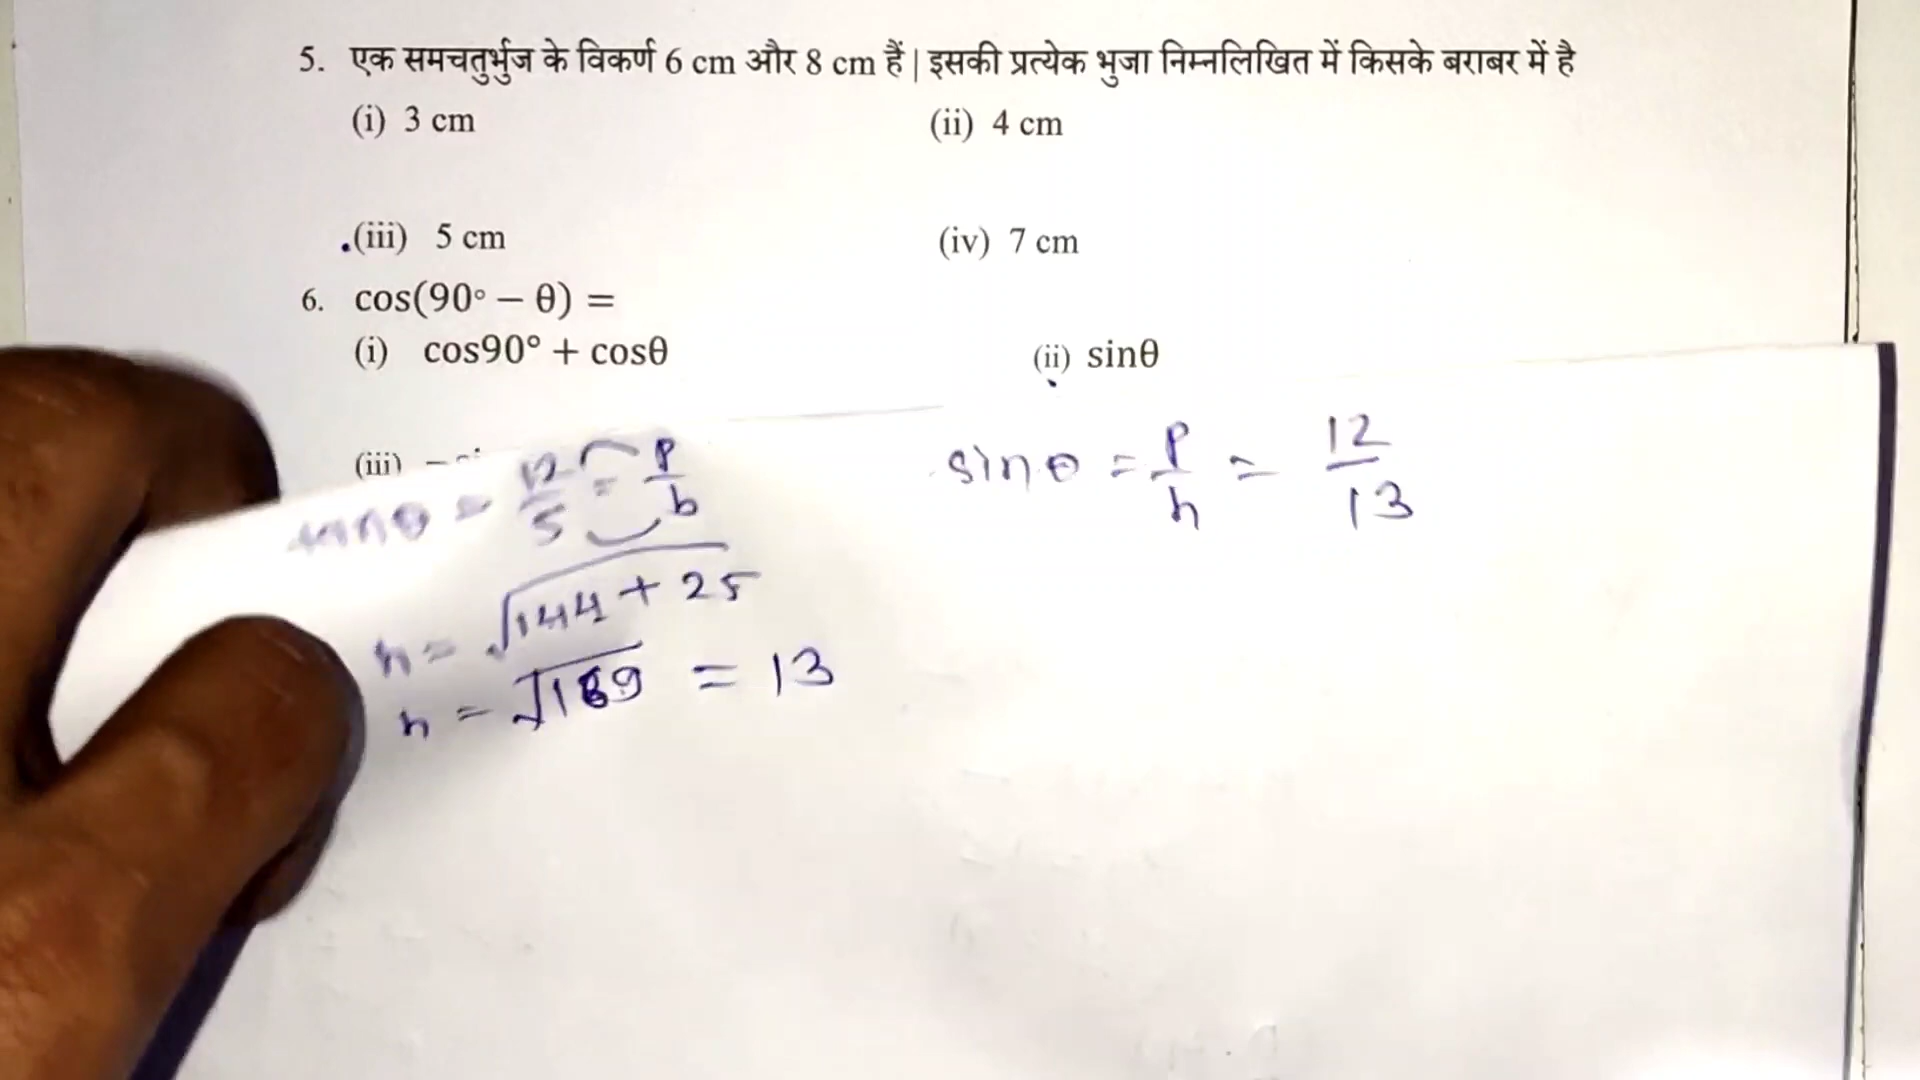 5. एक समचतुर्भुज के विकर्ण 6 cm और 8 cm हैं | इसकी प्रत्येक भुजा निम्नलिखित में किसके बराबर में है
(i) 3 cm (ii) 4 cm
.(iii) 5 cm (iv) 7 cm
6. cos(90° − θ) =
(i) cos90° + cosθ (ii) sinθ
(iii)
tanθ = 12/5 = p/b
h = √144 + 25
h = √169 = 13
sinθ = p/h = 12/13